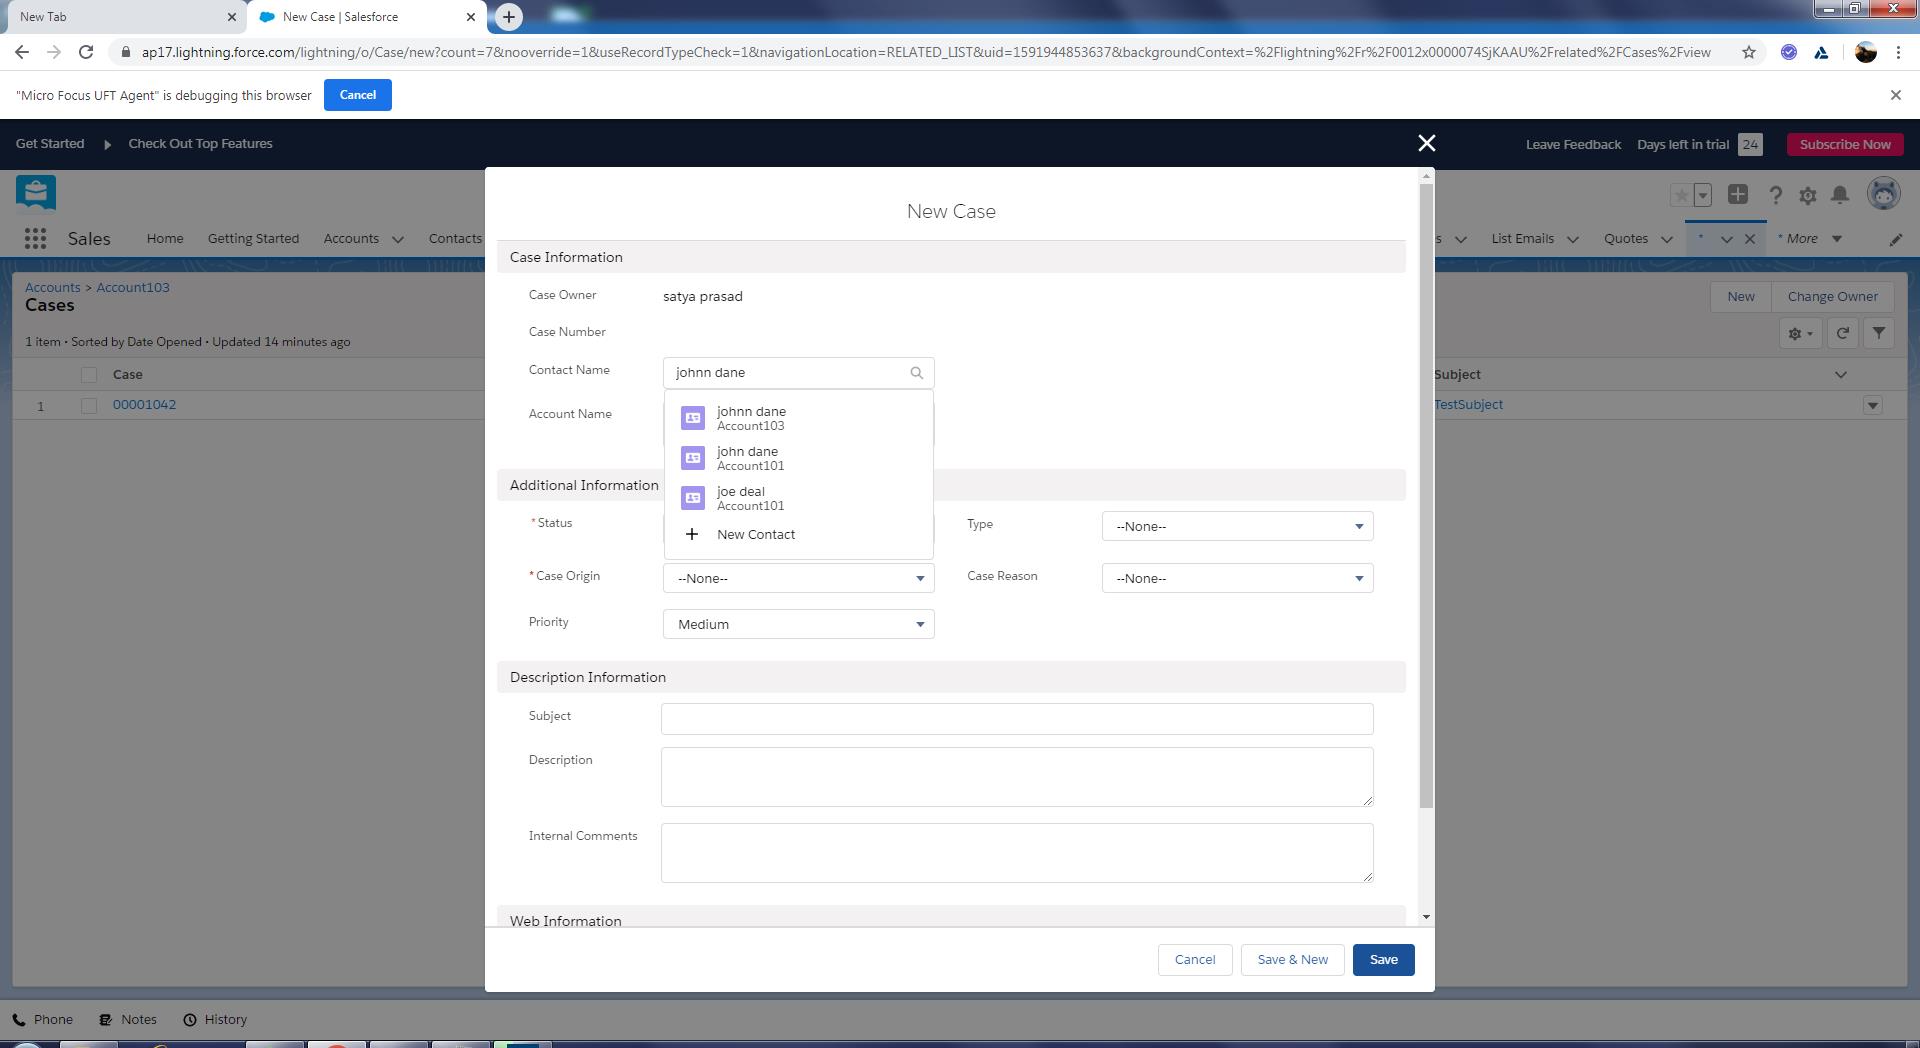 New Tab
New Case | Salesforce
ap17.lightning.force.com/lightning/o/Case/new?count=7&nooverride=1&useRecordTypeCheck=1&navigationLocation=RELATED_LIST&uid=1591944853637&backgroundContext=%2Flightning%2Fr%2F0012x0000074SjKAAU%2Frelated%2FCases%2Fview
"Micro Focus UFT Agent" is debugging this browser Cancel
Get Started Check Out Top Features Leave Feedback Days left in trial 24 Subscribe Now
Sales Home Getting Started Accounts Contacts s List Emails Quotes * * More
Accounts > Account103
Cases
New Change Owner
1 item • Sorted by Date Opened • Updated 14 minutes ago
Case Subject
1 00001042 TestSubject
New Case
Case Information
Case Owner satya prasad
Case Number
Contact Name johnn dane
Account Name
johnn dane
Account103
john dane
Account101
joe deal
Account101
New Contact
Additional Information
*Status
Type --None--
*Case Origin --None--
Case Reason --None--
Priority Medium
Description Information
Subject
Description
Internal Comments
Web Information
Cancel Save & New Save
Phone Notes History